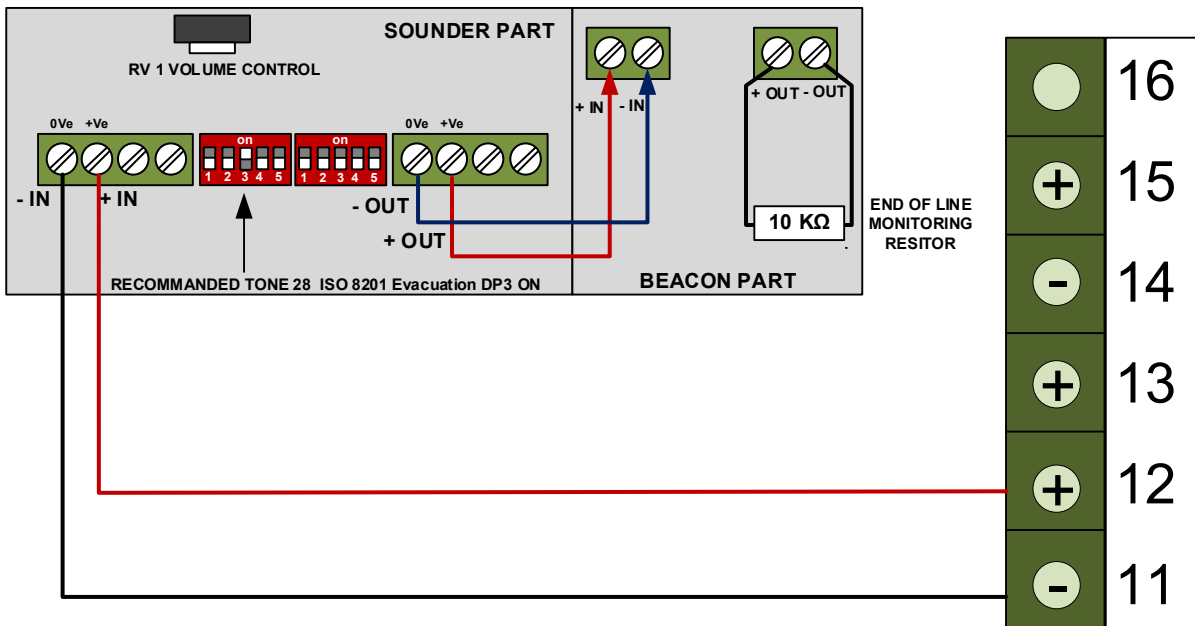 SOUNDER PART
RV 1 VOLUME CONTROL
0Ve +Ve
on
1 2 3 4 5
on
1 2 3 4 5
0Ve +Ve
- IN
+ IN
- OUT
+ OUT
RECOMMANDED TONE 28 ISO 8201 Evacuation DP3 ON
+ IN
- IN
+ OUT - OUT
10 KΩ
BEACON PART
END OF LINE
MONITORING
RESITOR
16
+ 15
- 14
+ 13
+ 12
- 11